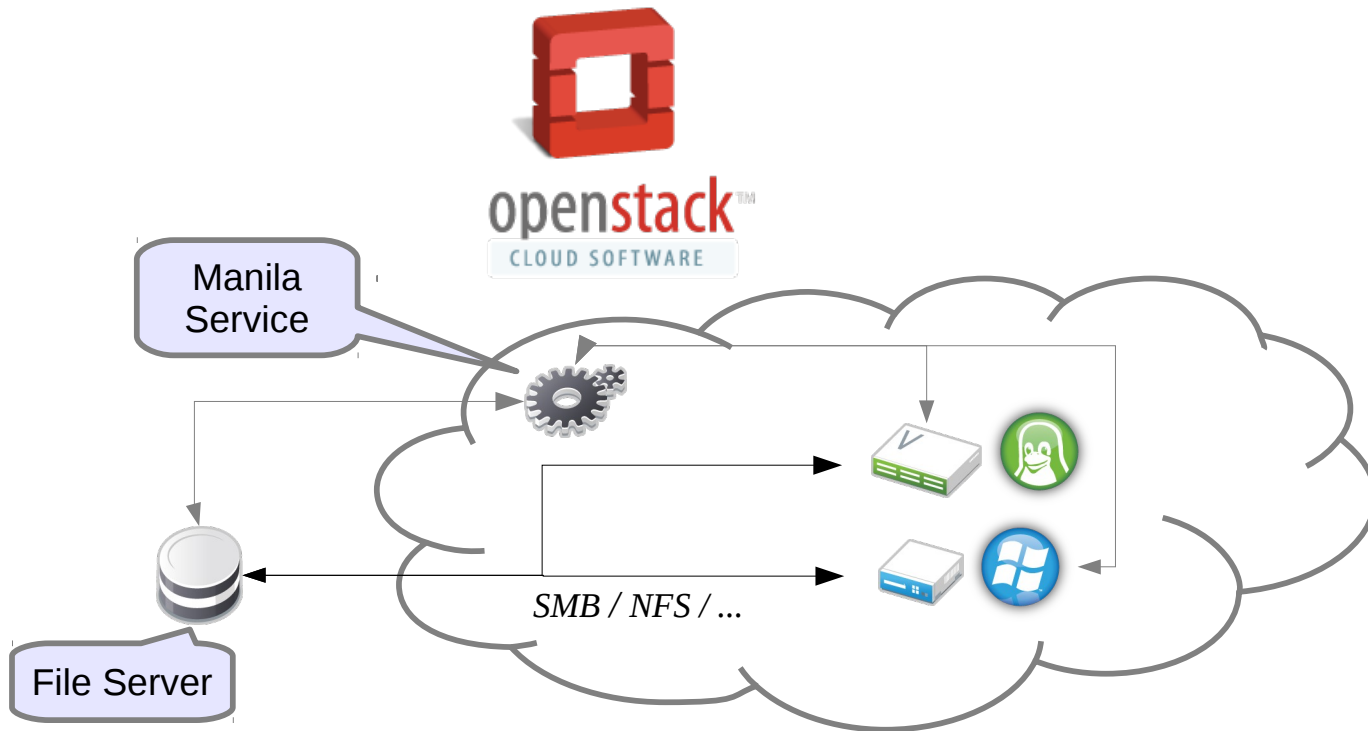 openstack™
CLOUD SOFTWARE
Manila
Service
V
SMB / NFS / ...
File Server